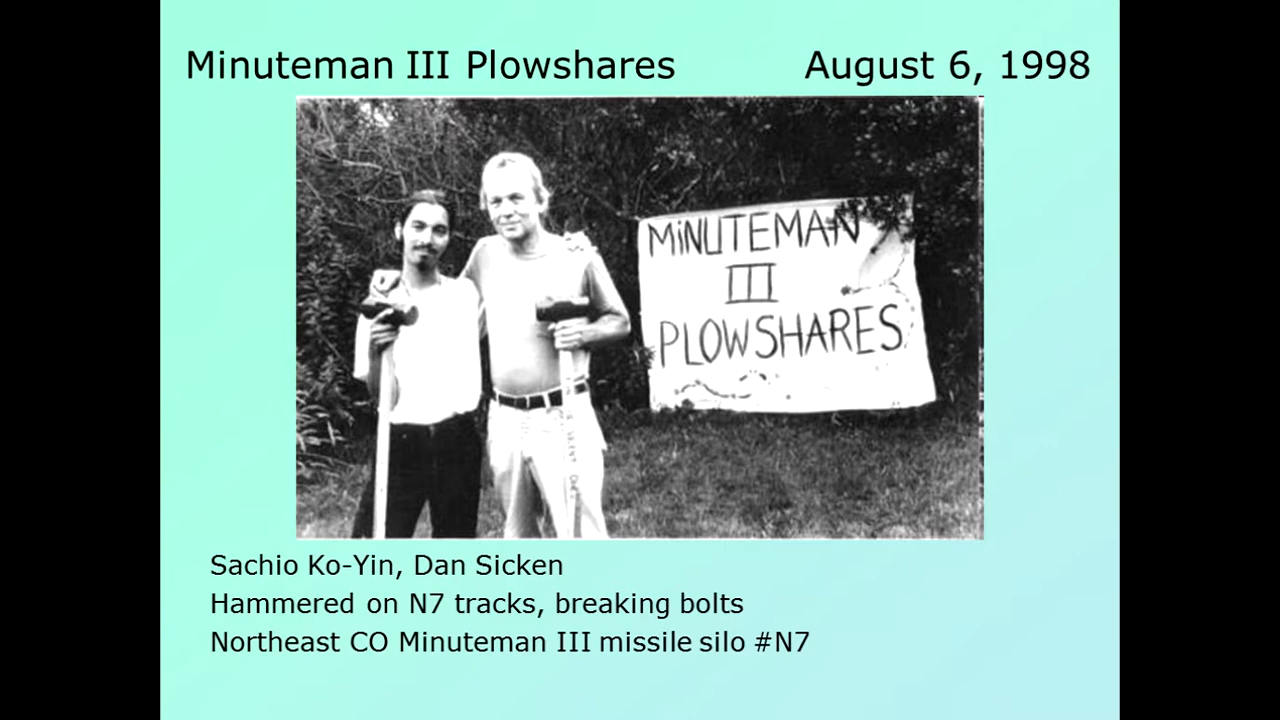 Minuteman III Plowshares August 6, 1998
MiNUTEMAN
III
PLOWSHARES
Sachio Ko-Yin, Dan Sicken
Hammered on N7 tracks, breaking bolts
Northeast CO Minuteman III missile silo #N7